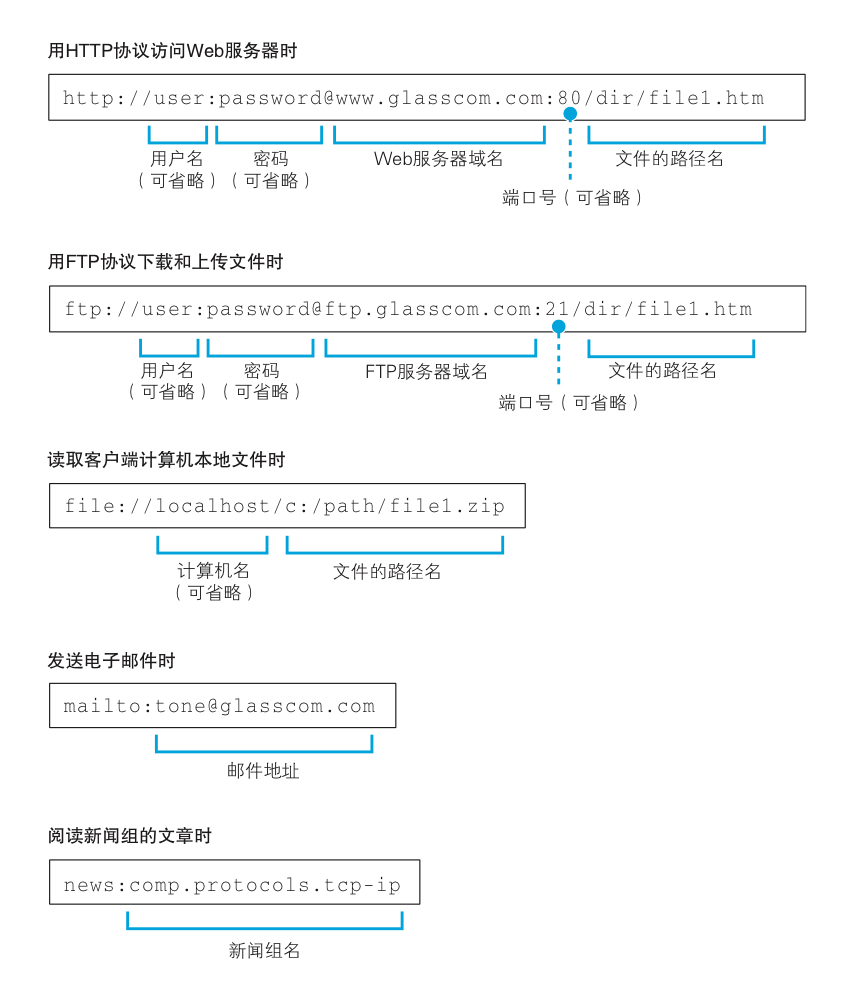 用HTTP协议访问Web服务器时
http://user:password@www.glasscom.com:80/dir/file1.htm
用户名 密码 Web服务器域名 文件的路径名
（可省略）（可省略）
端口号（可省略）
用FTP协议下载和上传文件时
ftp://user:password@ftp.glasscom.com:21/dir/file1.htm
用户名 密码 FTP服务器域名 文件的路径名
（可省略）（可省略）
端口号（可省略）
读取客户端计算机本地文件时
file://localhost/c:/path/file1.zip
计算机名 文件的路径名
（可省略）
发送电子邮件时
mailto:tone@glasscom.com
邮件地址
阅读新闻组的文章时
news:comp.protocols.tcp-ip
新闻组名